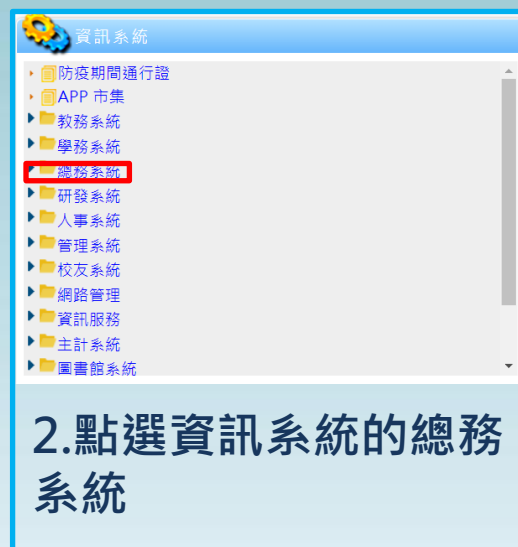 資訊系統
防疫期間通行證
APP 市集
教務系統
學務系統
總務系統
研發系統
人事系統
管理系統
校友系統
網路管理
資訊服務
主計系統
圖書館系統
2.點選資訊系統的總務
系統